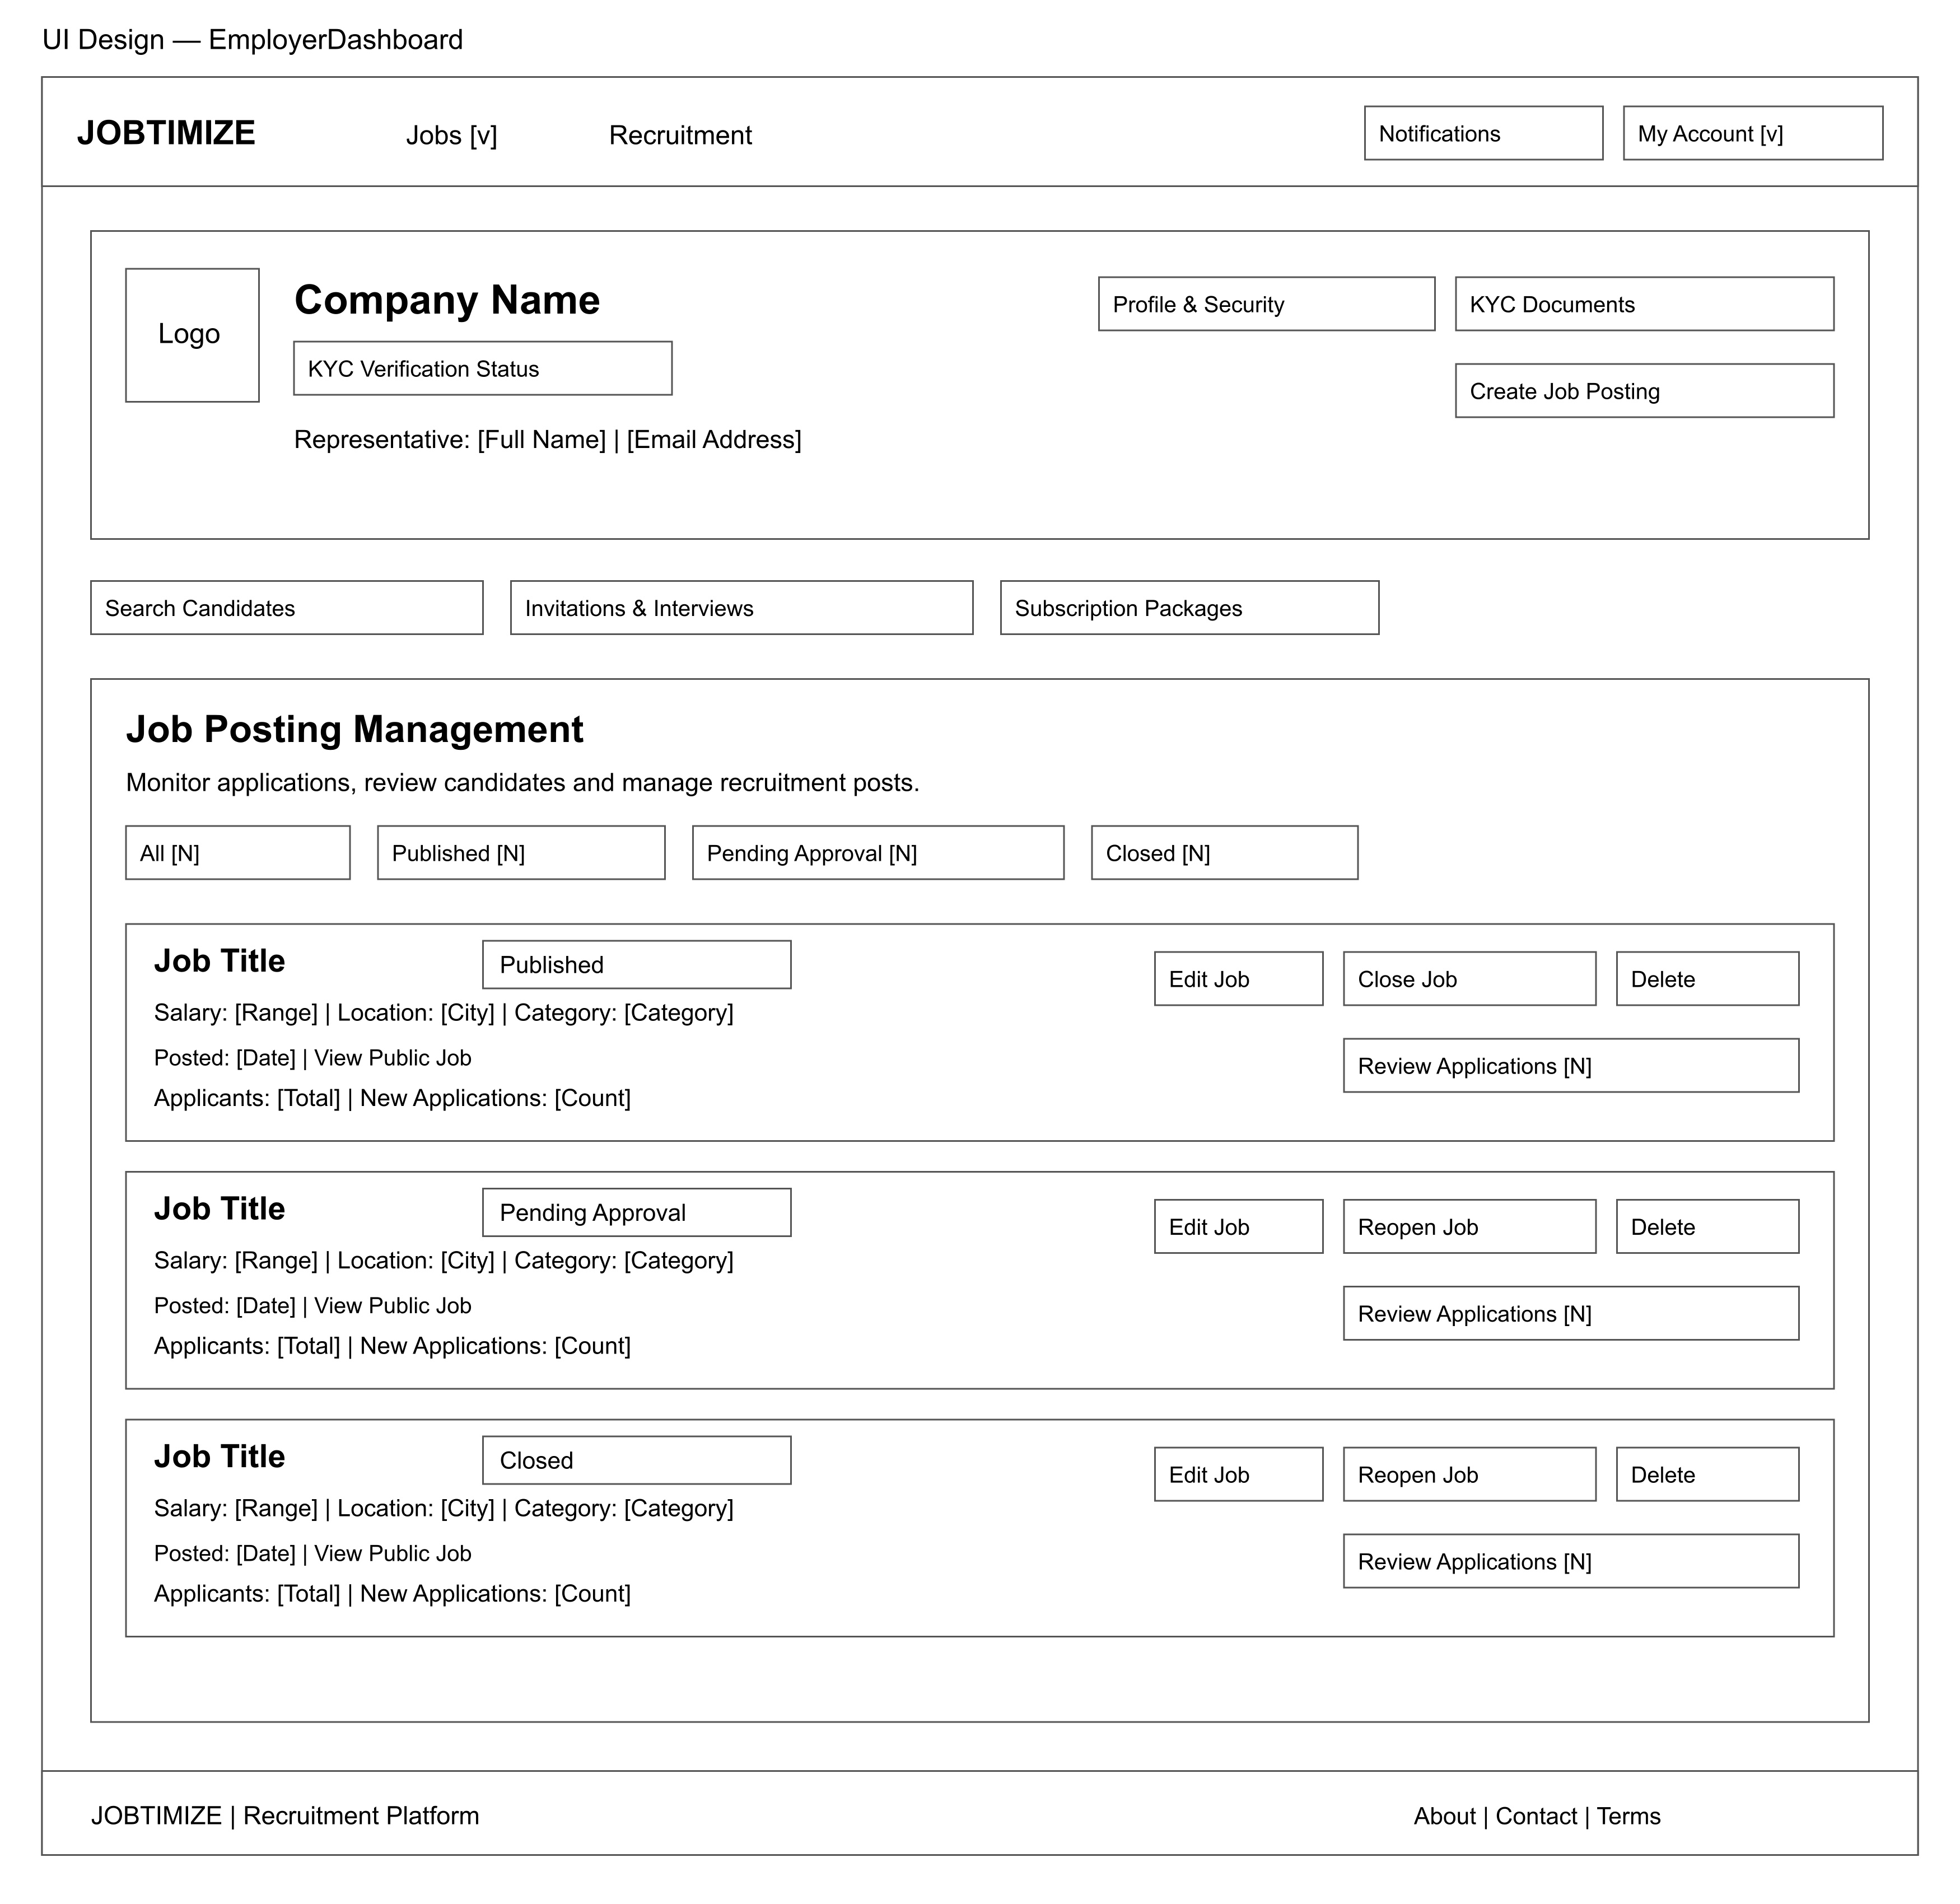 UI Design — EmployerDashboard
JOBTIMIZE Jobs [v] Recruitment Notifications My Account [v]
Logo
Company Name
KYC Verification Status
Representative: [Full Name] | [Email Address]
Profile & Security KYC Documents
Create Job Posting
Search Candidates Invitations & Interviews Subscription Packages
Job Posting Management
Monitor applications, review candidates and manage recruitment posts.
All [N] Published [N] Pending Approval [N] Closed [N]
Job Title Published
Salary: [Range] | Location: [City] | Category: [Category]
Posted: [Date] | View Public Job
Applicants: [Total] | New Applications: [Count]
Edit Job Close Job Delete
Review Applications [N]
Job Title Pending Approval
Salary: [Range] | Location: [City] | Category: [Category]
Posted: [Date] | View Public Job
Applicants: [Total] | New Applications: [Count]
Edit Job Reopen Job Delete
Review Applications [N]
Job Title Closed
Salary: [Range] | Location: [City] | Category: [Category]
Posted: [Date] | View Public Job
Applicants: [Total] | New Applications: [Count]
Edit Job Reopen Job Delete
Review Applications [N]
JOBTIMIZE | Recruitment Platform About | Contact | Terms